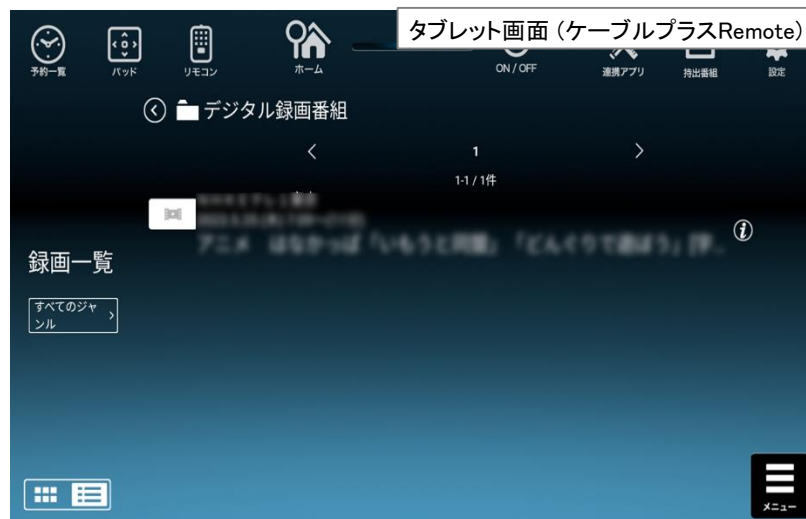 タブレット画面（ケーブルプラスRemote）
予約一覧
パッド
リモコン
ホーム
ON / OFF
連携アプリ
持出番組
設定
デジタル録画番組
1
1-1 / 1件
録画一覧
すべてのジャ
ンル
メニュー